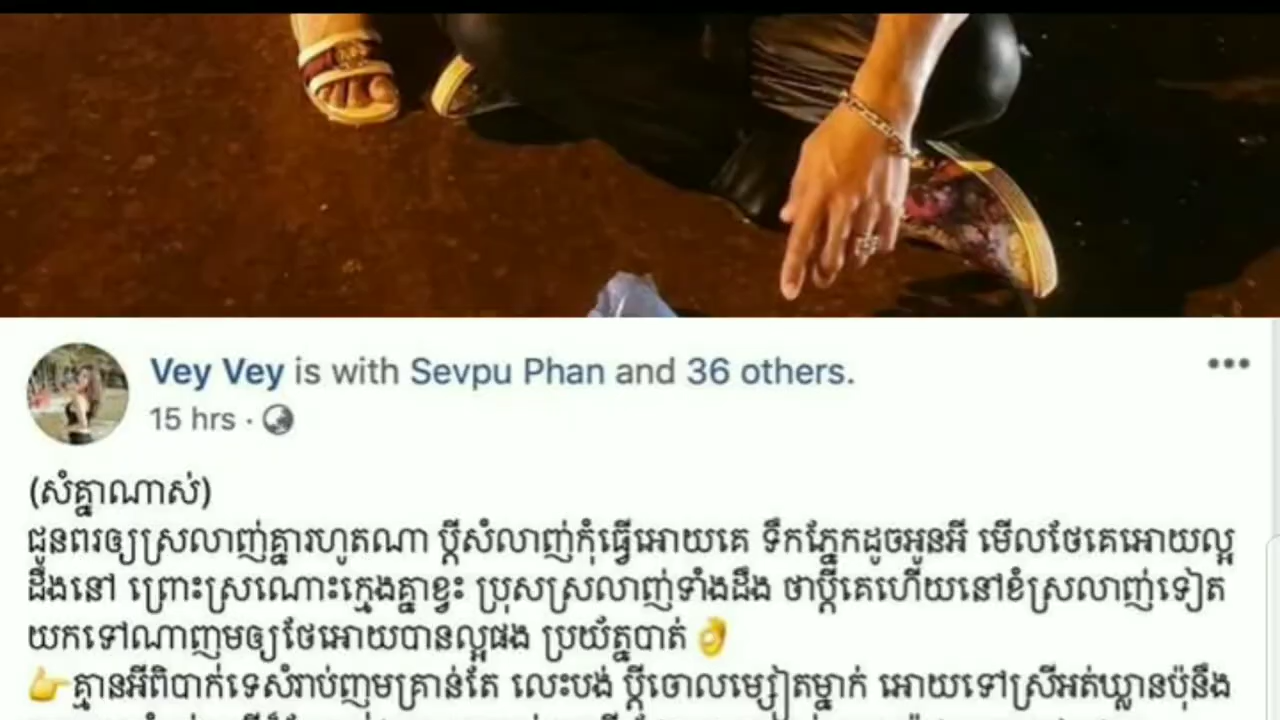 Vey Vey is with Sevpu Phan and 36 others.
15 hrs ·
(សំគ្នាណាស់)
ជូនពរឲ្យស្រលាញ់គ្នារហូតណា ប្ដីសំលាញ់កុំធ្វើអោយគេ ទឹកភ្នែកដូចអូនអី មើលថែគេអោយល្អ
ដឹងនៅ ព្រោះស្រណោះក្មេងគ្នាខ្វះ ប្រុសស្រលាញ់ទាំងដឹង ថាប្ដីគេហើយនៅខំស្រលាញ់ទៀត
យកទៅណាញមឲ្យថែអោយបានល្អផង ប្រយ័ត្នបាត់ 👌
👉គ្មានអីពិបាក់ទេសំរាប់ញុមគ្រាន់តែ លេះបង់ ប្ដីចោលម្សៀតម្នាក់ អោយទៅស្រីអត់ឃ្លានប៉ុនឹង